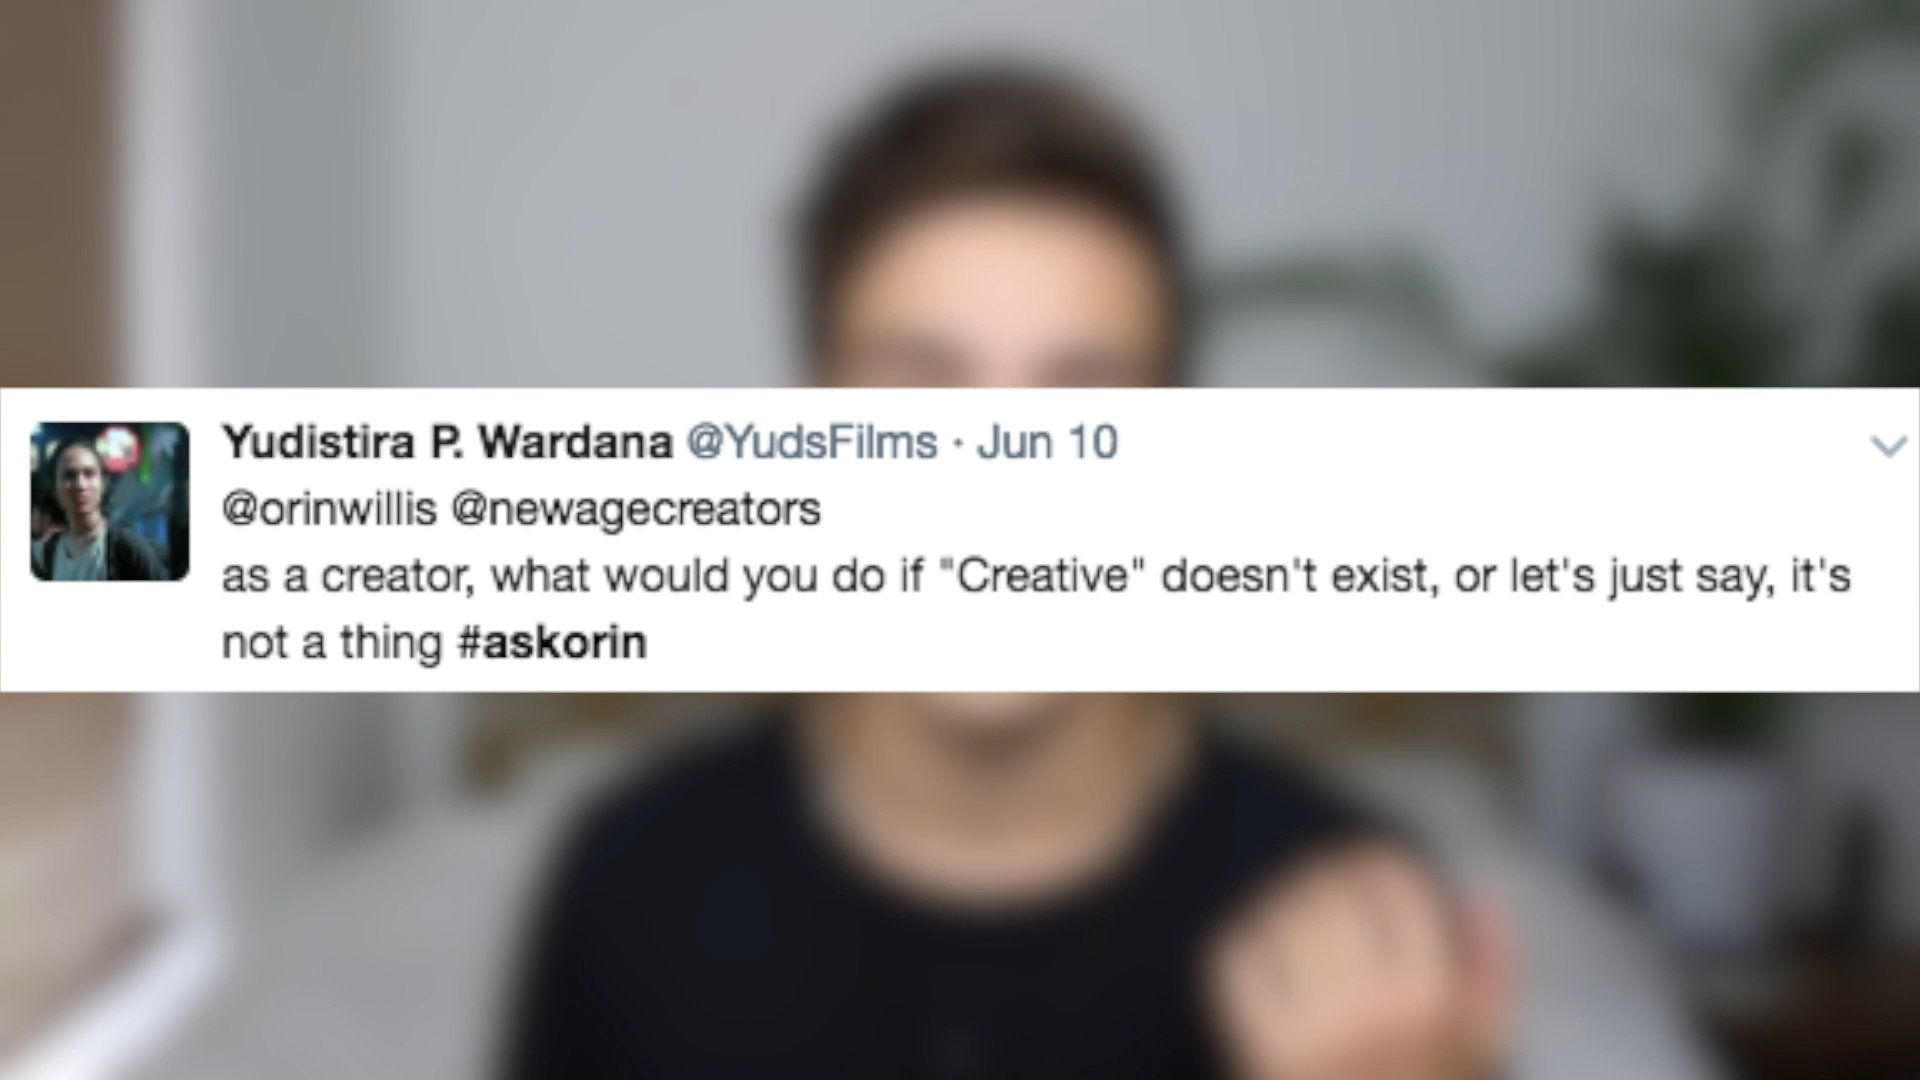 Yudistira P. Wardana @YudsFilms · Jun 10
@orinwillis @newagecreators
as a creator, what would you do if "Creative" doesn't exist, or let's just say, it's
not a thing #askorin